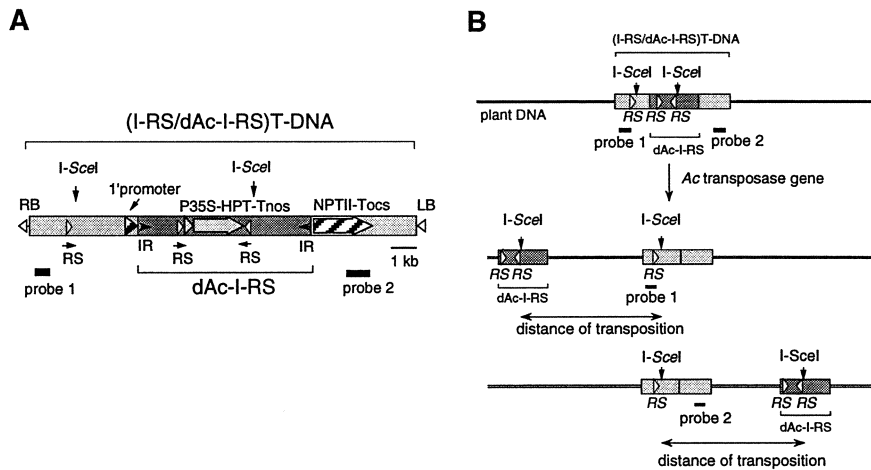 A
(I-RS/dAc-I-RS)T-DNA
I-SceI
I-SceI
1'promoter
P35S-HPT-Tnos
NPTII-Tocs
RB
LB
IR
IR
RS
RS
RS
1 kb
probe 1
dAc-I-RS
probe 2
B
(I-RS/dAc-I-RS)T-DNA
I-SceI I-SceI
plant DNA
RS RS RS
probe 1
probe 2
dAc-I-RS
Ac transposase gene
I-SceI
I-SceI
RS RS
RS
dAc-I-RS
probe 1
distance of transposition
I-SceI
I-SceI
RS
RS RS
probe 2
dAc-I-RS
distance of transposition